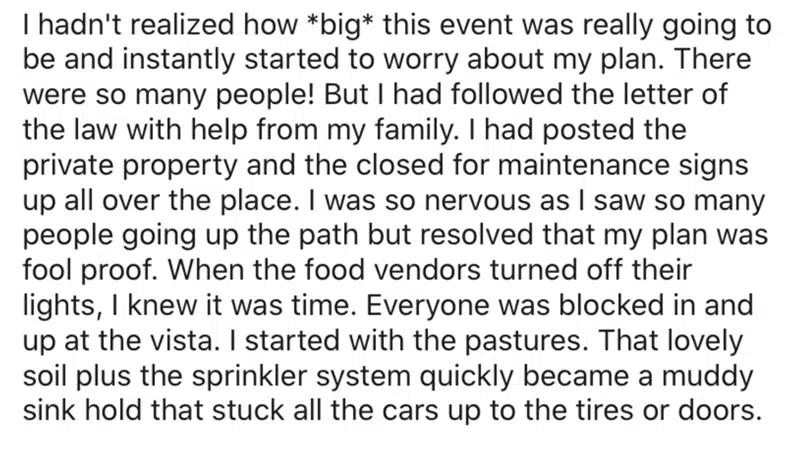 I hadn't realized how *big* this event was really going to
be and instantly started to worry about my plan. There
were so many people! But I had followed the letter of
the law with help from my family. I had posted the
private property and the closed for maintenance signs
up all over the place. I was so nervous as I saw so many
people going up the path but resolved that my plan was
fool proof. When the food vendors turned off their
lights, I knew it was time. Everyone was blocked in and
up at the vista. I started with the pastures. That lovely
soil plus the sprinkler system quickly became a muddy
sink hold that stuck all the cars up to the tires or doors.